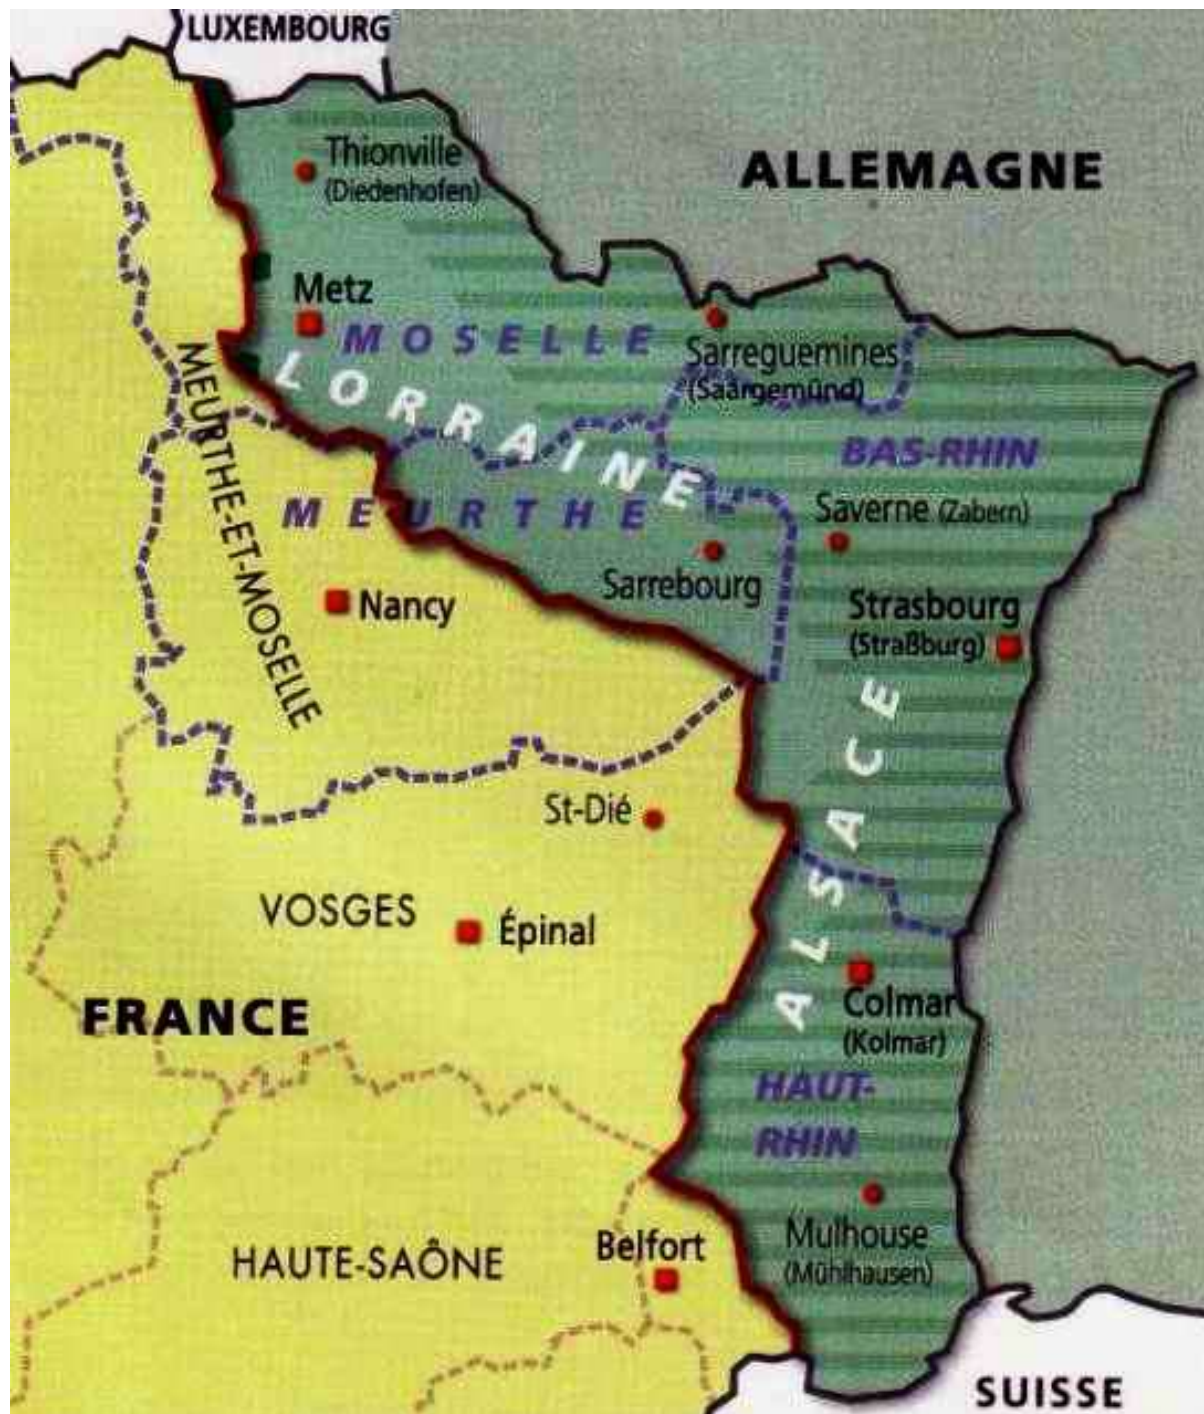 LUXEMBOURG
Thionville
(Diedenhofen)
ALLEMAGNE
Metz
MOSELLE
Sarreguemines
(Saargemünd)
LORRAINE
MEURTHE-ET-MOSELLE
BAS-RHIN
MEURTHE
Saverne (Zabern)
Sarrebourg
Nancy
Strasbourg
(Straßburg)
ALSACE
St-Dié
VOSGES
Épinal
FRANCE
Colmar
(Kolmar)
HAUT-
RHIN
Mulhouse
(Mühlhausen)
Belfort
HAUTE-SAÔNE
SUISSE